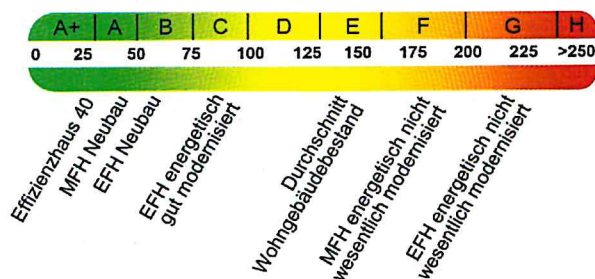 A+ A B C D E F G H
0 25 50 75 100 125 150 175 200 225 >250
Effizienzhaus 40
MFH Neubau
EFH Neubau
EFH energetisch
gut modernisiert
Durchschnitt
Wohngebäudebestand
MFH energetisch nicht
wesentlich modernisiert
EFH energetisch nicht
wesentlich modernisiert